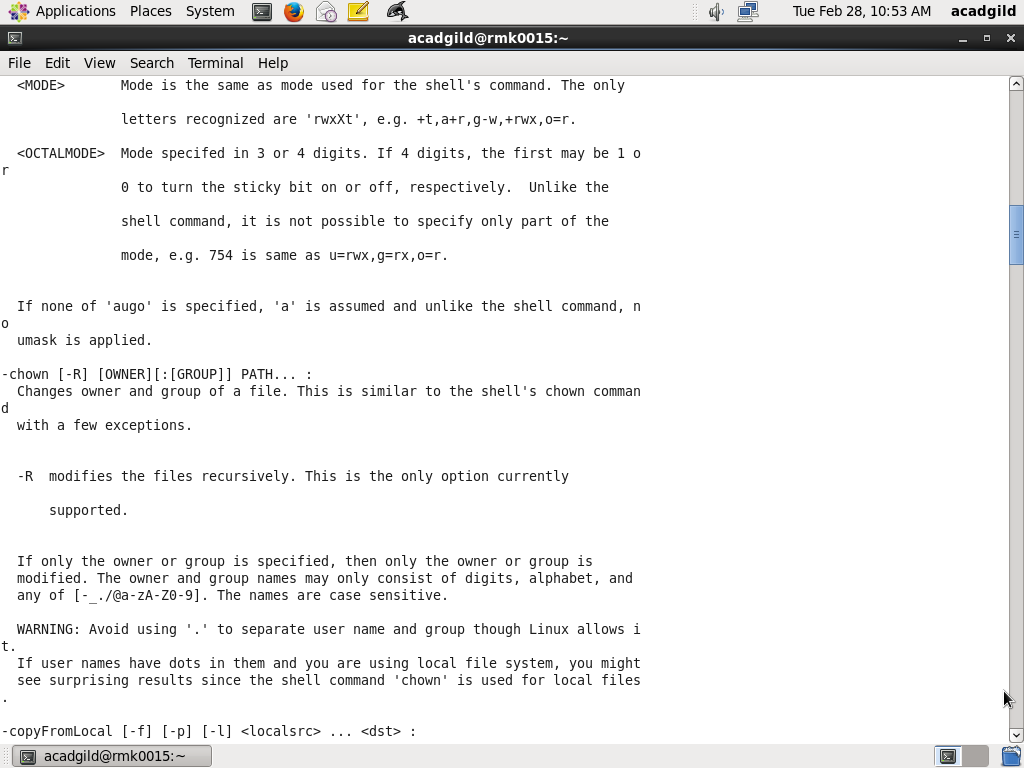 Applications Places System Tue Feb 28, 10:53 AM acadgild
acadgild@rmk0015:~
File Edit View Search Terminal Help
<MODE> Mode is the same as mode used for the shell's command. The only
letters recognized are 'rwxXt', e.g. +t,a+r,g-w,+rwx,o=r.
<OCTALMODE> Mode specifed in 3 or 4 digits. If 4 digits, the first may be 1 o
r
0 to turn the sticky bit on or off, respectively. Unlike the
shell command, it is not possible to specify only part of the
mode, e.g. 754 is same as u=rwx,g=rx,o=r.
If none of 'augo' is specified, 'a' is assumed and unlike the shell command, n
o
umask is applied.
-chown [-R] [OWNER][:[GROUP]] PATH... :
Changes owner and group of a file. This is similar to the shell's chown comman
d
with a few exceptions.
-R modifies the files recursively. This is the only option currently
supported.
If only the owner or group is specified, then only the owner or group is
modified. The owner and group names may only consist of digits, alphabet, and
any of [-_./@a-zA-Z0-9]. The names are case sensitive.
WARNING: Avoid using '.' to separate user name and group though Linux allows i
t.
If user names have dots in them and you are using local file system, you might
see surprising results since the shell command 'chown' is used for local files
.
-copyFromLocal [-f] [-p] [-l] <localsrc> ... <dst> :
acadgild@rmk0015:~